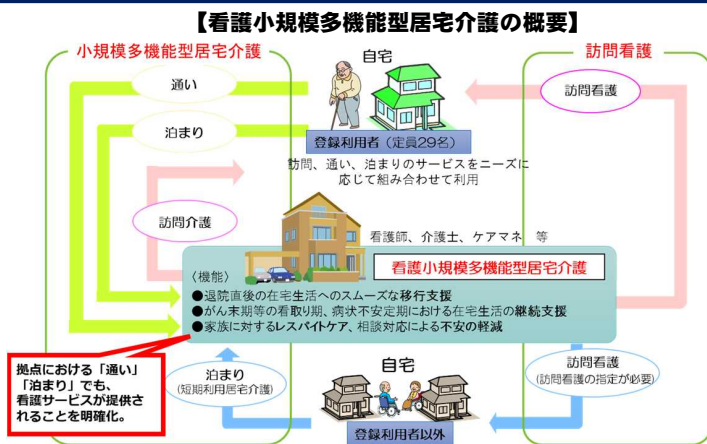 【看護小規模多機能型居宅介護の概要】
小規模多機能型居宅介護
自宅
訪問看護
通い
泊まり
訪問看護
登録利用者（定員29名）
訪問、通い、泊まりのサービスをニーズに
応じて組み合わせて利用
訪問介護
看護師、介護士、ケアマネ　等
看護小規模多機能型居宅介護
〈機能〉
●退院直後の在宅生活へのスムーズな移行支援
●がん末期等の看取り期、病状不安定期における在宅生活の継続支援
●家族に対するレスパイトケア、相談対応による不安の軽減
拠点における「通い」
「泊まり」でも、
看護サービスが提供さ
れることを明確化。
泊まり
(短期利用居宅介護)
自宅
登録利用者以外
訪問看護
(訪問看護の指定が必要)